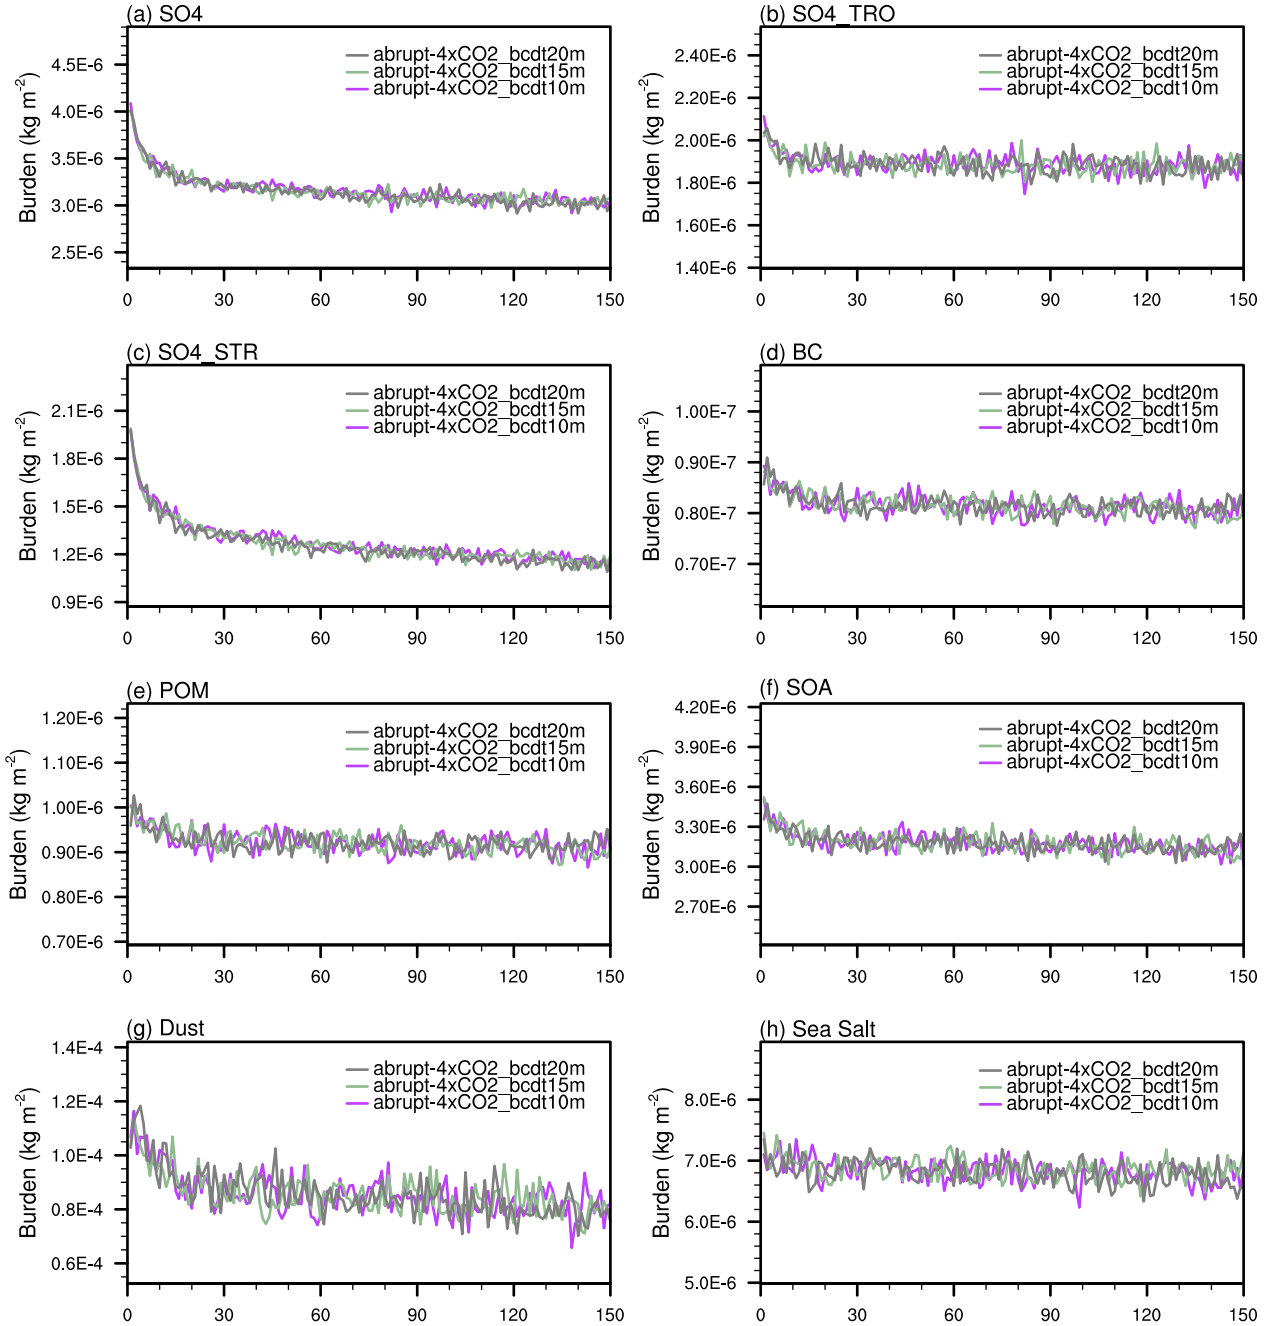 (a) SO4
abrupt-4xCO2_bcdt20m
abrupt-4xCO2_bcdt15m
abrupt-4xCO2_bcdt10m
Burden (kg m-2)
4.5E-6
4.0E-6
3.5E-6
3.0E-6
2.5E-6
0 30 60 90 120 150
(b) SO4_TRO
abrupt-4xCO2_bcdt20m
abrupt-4xCO2_bcdt15m
abrupt-4xCO2_bcdt10m
Burden (kg m-2)
2.40E-6
2.20E-6
2.00E-6
1.80E-6
1.60E-6
1.40E-6
0 30 60 90 120 150
(c) SO4_STR
abrupt-4xCO2_bcdt20m
abrupt-4xCO2_bcdt15m
abrupt-4xCO2_bcdt10m
Burden (kg m-2)
2.1E-6
1.8E-6
1.5E-6
1.2E-6
0.9E-6
0 30 60 90 120 150
(d) BC
abrupt-4xCO2_bcdt20m
abrupt-4xCO2_bcdt15m
abrupt-4xCO2_bcdt10m
Burden (kg m-2)
1.00E-7
0.90E-7
0.80E-7
0.70E-7
0 30 60 90 120 150
(e) POM
abrupt-4xCO2_bcdt20m
abrupt-4xCO2_bcdt15m
abrupt-4xCO2_bcdt10m
Burden (kg m-2)
1.20E-6
1.10E-6
1.00E-6
0.90E-6
0.80E-6
0.70E-6
0 30 60 90 120 150
(f) SOA
abrupt-4xCO2_bcdt20m
abrupt-4xCO2_bcdt15m
abrupt-4xCO2_bcdt10m
Burden (kg m-2)
4.20E-6
3.90E-6
3.60E-6
3.30E-6
3.00E-6
2.70E-6
0 30 60 90 120 150
(g) Dust
abrupt-4xCO2_bcdt20m
abrupt-4xCO2_bcdt15m
abrupt-4xCO2_bcdt10m
Burden (kg m-2)
1.4E-4
1.2E-4
1.0E-4
0.8E-4
0.6E-4
0 30 60 90 120 150
(h) Sea Salt
abrupt-4xCO2_bcdt20m
abrupt-4xCO2_bcdt15m
abrupt-4xCO2_bcdt10m
Burden (kg m-2)
8.0E-6
7.0E-6
6.0E-6
5.0E-6
0 30 60 90 120 150